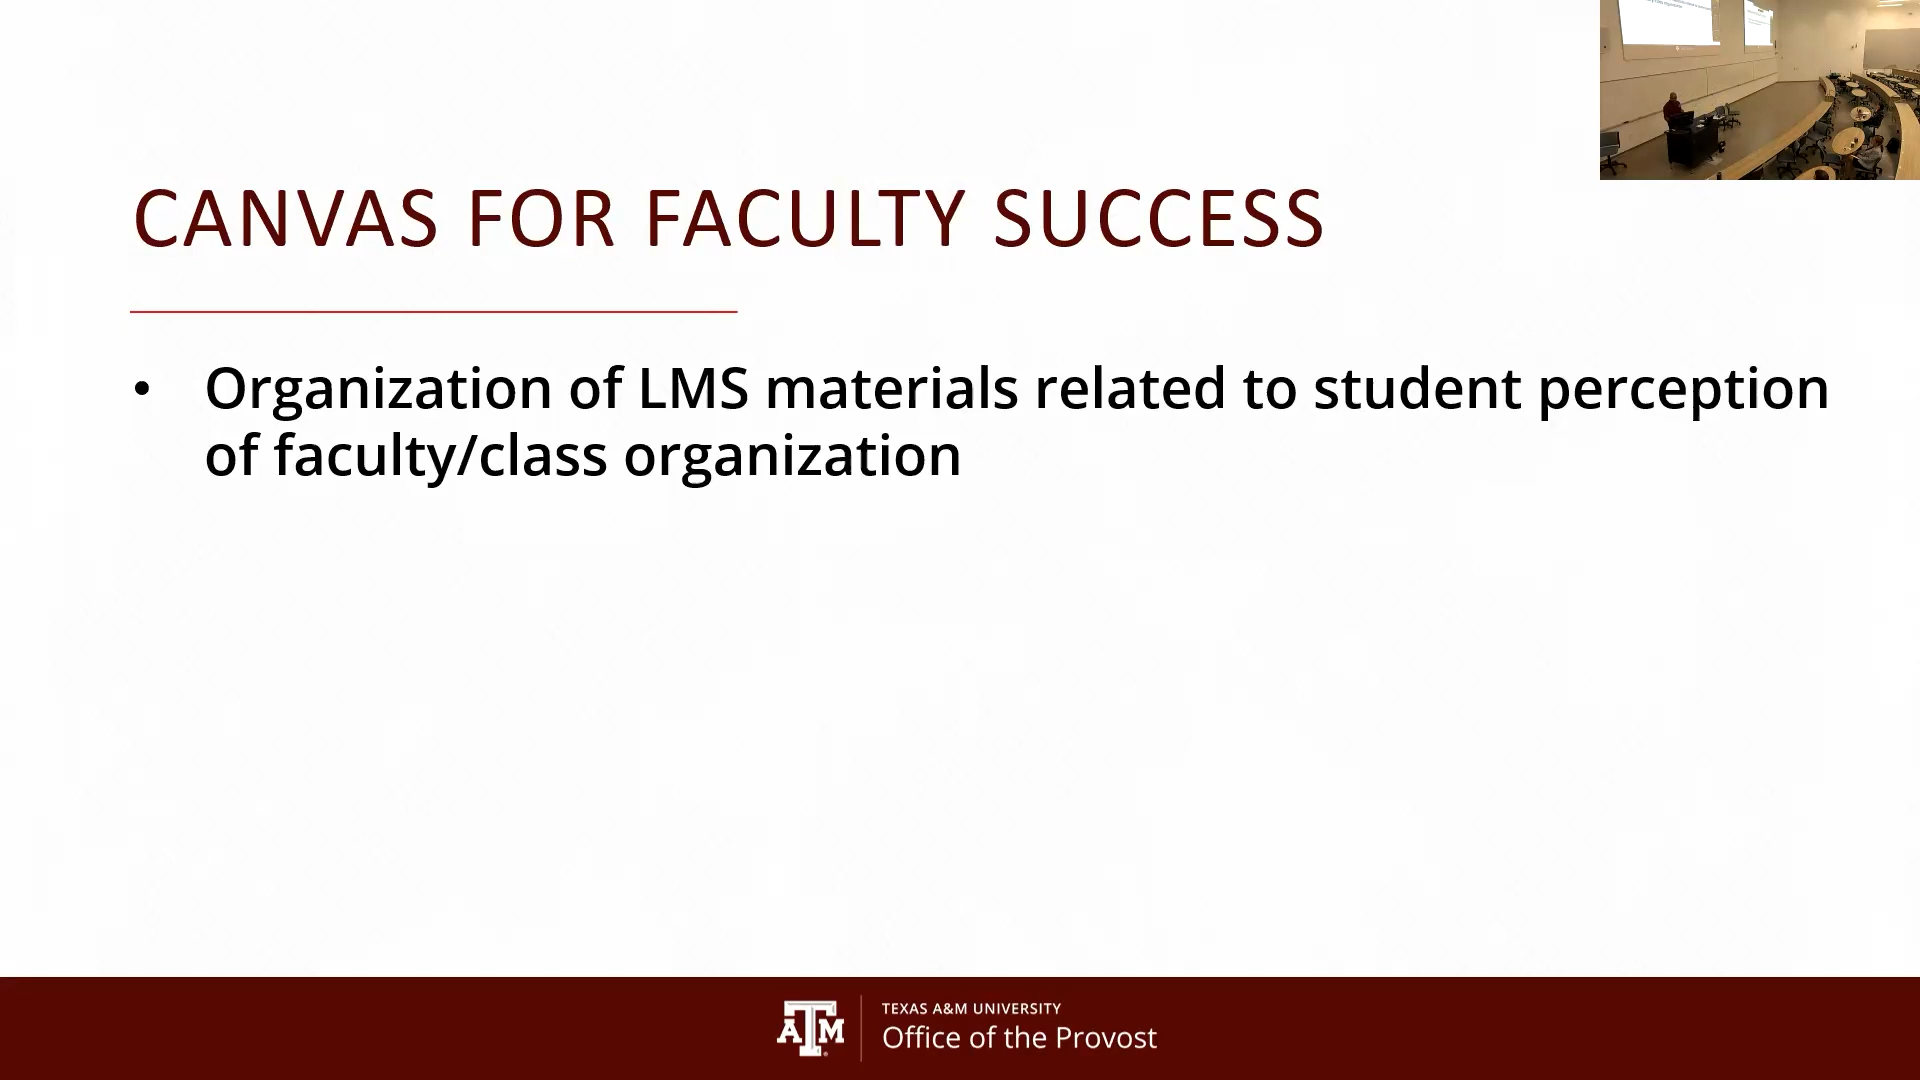 CANVAS FOR FACULTY SUCCESS
• Organization of LMS materials related to student perception
of faculty/class organization
ATM
TEXAS A&M UNIVERSITY
Office of the Provost